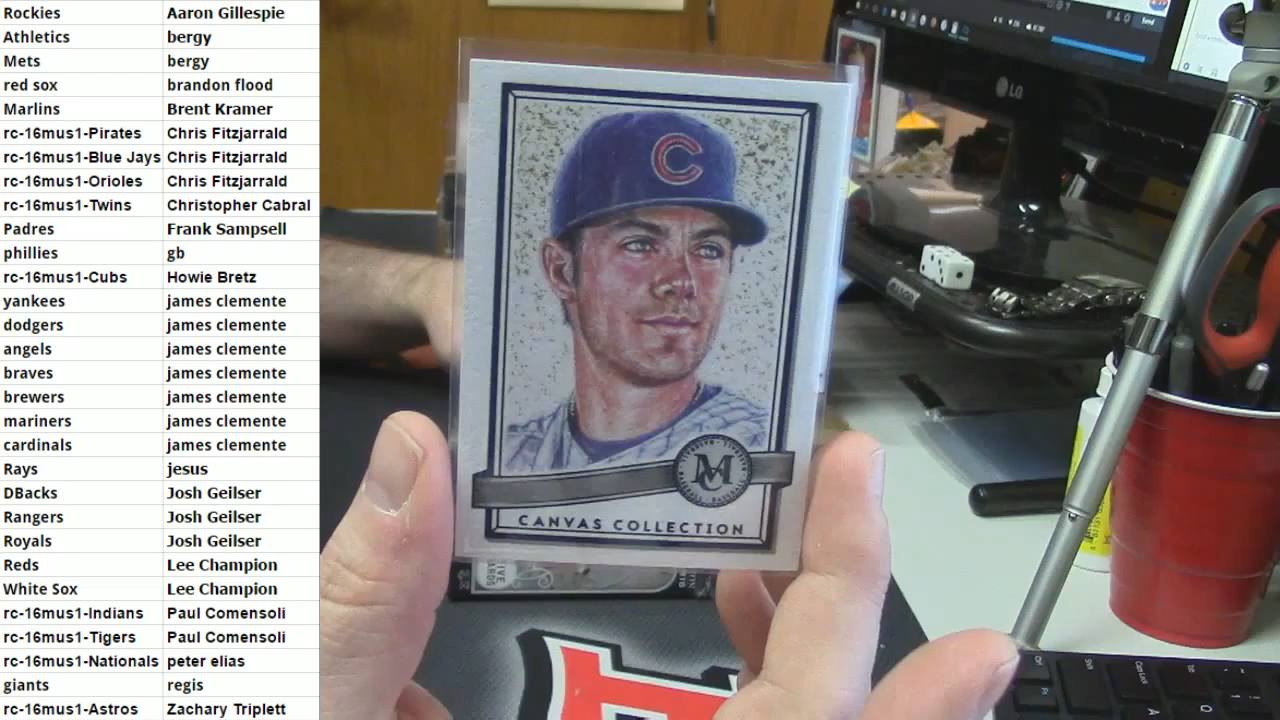 Rockies Aaron Gillespie
Athletics bergy
Mets bergy
red sox brandon flood
Marlins Brent Kramer
rc-16mus1-Pirates Chris Fitzjarrald
rc-16mus1-Blue Jays Chris Fitzjarrald
rc-16mus1-Orioles Chris Fitzjarrald
rc-16mus1-Twins Christopher Cabral
Padres Frank Sampsell
phillies gb
rc-16mus1-Cubs Howie Bretz
yankees james clemente
dodgers james clemente
angels james clemente
braves james clemente
brewers james clemente
mariners james clemente
cardinals james clemente
Rays jesus
DBacks Josh Geilser
Rangers Josh Geilser
Royals Josh Geilser
Reds Lee Champion
White Sox Lee Champion
rc-16mus1-Indians Paul Comensoli
rc-16mus1-Tigers Paul Comensoli
rc-16mus1-Nationals peter elias
giants regis
rc-16mus1-Astros Zachary Triplett
C
MC
CANVAS COLLECTION
LG